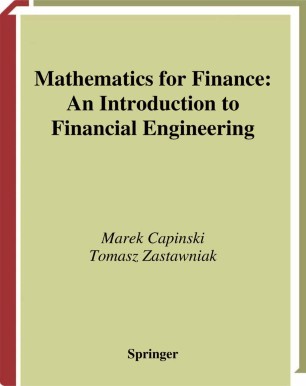 Mathematics for Finance:
An Introduction to
Financial Engineering
Marek Capinski
Tomasz Zastawniak
Springer